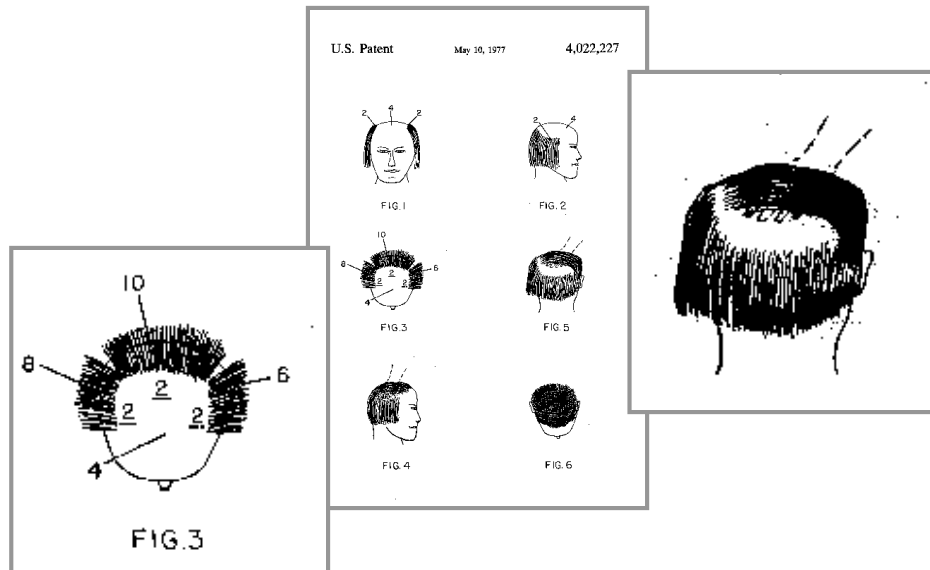 U.S. Patent May 10, 1977 4,022,227
2 4 2
2 4
FIG.1 FIG.2
10
8 2 6
2 2
4
FIG.3 FIG.5
FIG.4 FIG.6
10
8 6
2
2 2
4
FIG.3